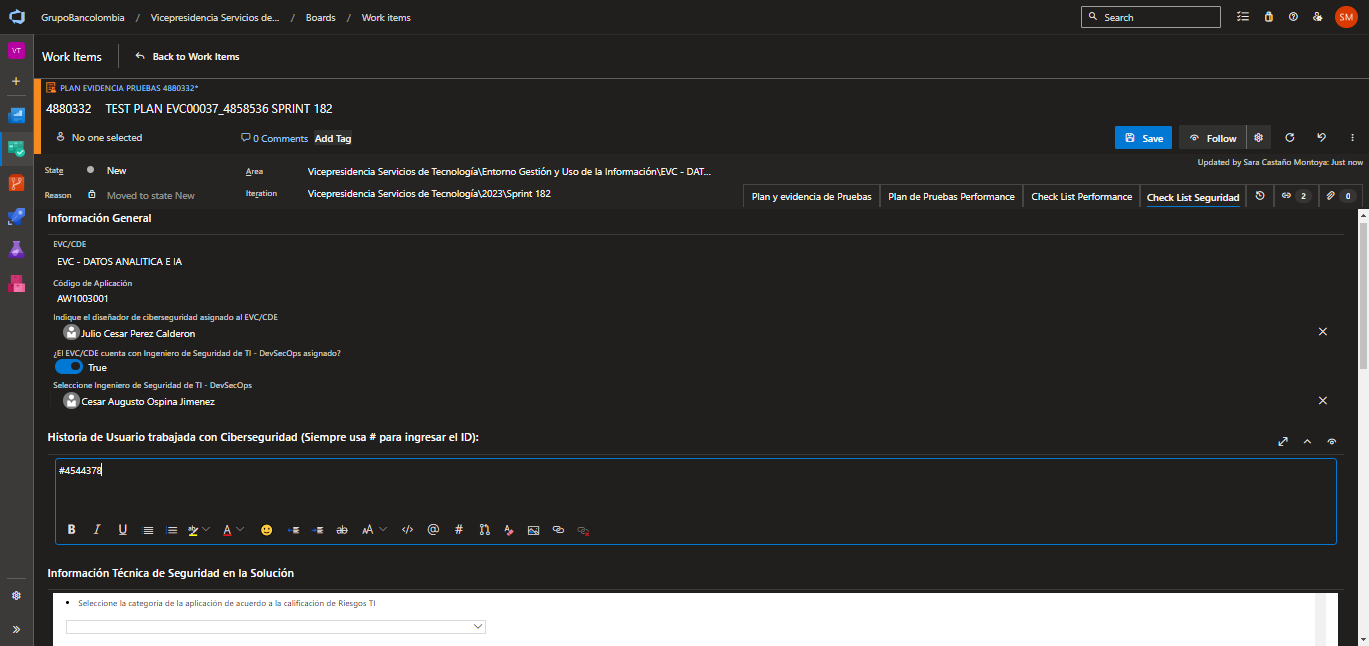 GrupoBancolombia / Vicepresidencia Servicios de... / Boards / Work items
Search
SM
VT
Work Items
Back to Work Items
PLAN EVIDENCIA PRUEBAS 4880332*
4880332 TEST PLAN EVC00037_4858536 SPRINT 182
No one selected
0 Comments
Add Tag
Save
Follow
Updated by Sara Castaño Montoya: Just now
State
New
Area
Vicepresidencia Servicios de Tecnología\Entorno Gestión y Uso de la Información\EVC - DAT...
Reason
Moved to state New
Iteration
Vicepresidencia Servicios de Tecnología\2023\Sprint 182
Plan y evidencia de Pruebas
Plan de Pruebas Performance
Check List Performance
Check List Seguridad
2
0
Información General
EVC/CDE
EVC - DATOS ANALITICA E IA
Código de Aplicación
AW1003001
Indique el diseñador de ciberseguridad asignado al EVC/CDE
Julio Cesar Perez Calderon
¿El EVC/CDE cuenta con Ingeniero de Seguridad de TI - DevSecOps asignado?
True
Seleccione Ingeniero de Seguridad de TI - DevSecOps
Cesar Augusto Ospina Jimenez
Historia de Usuario trabajada con Ciberseguridad (Siempre usa # para ingresar el ID):
#4544378
Información Técnica de Seguridad en la Solución
• Seleccione la categoria de la aplicación de acuerdo a la calificación de Riesgos TI